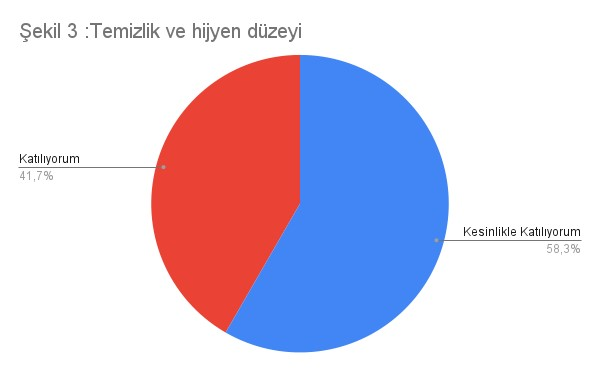 Şekil 3 :Temizlik ve hijyen düzeyi
Katılıyorum
41,7%
Kesinlikle Katılıyorum
58,3%